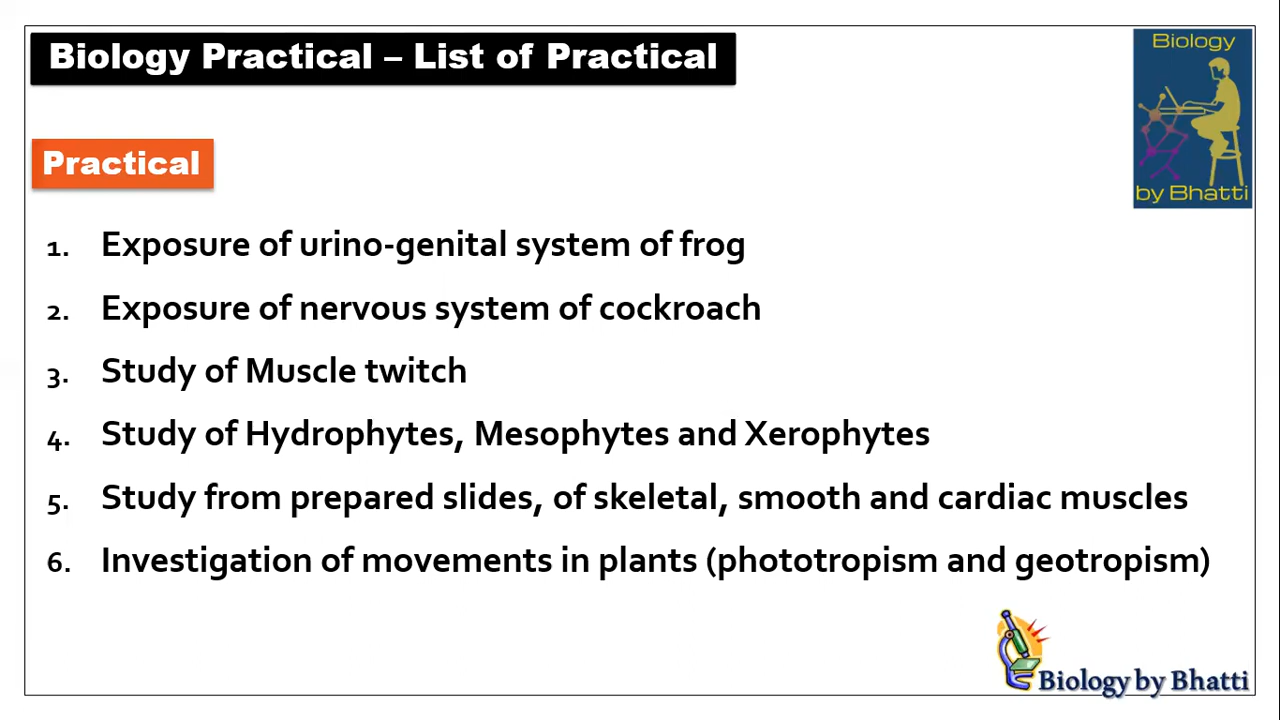 Biology Practical – List of Practical
Biology
by Bhatti
Practical
1. Exposure of urino-genital system of frog
2. Exposure of nervous system of cockroach
3. Study of Muscle twitch
4. Study of Hydrophytes, Mesophytes and Xerophytes
5. Study from prepared slides, of skeletal, smooth and cardiac muscles
6. Investigation of movements in plants (phototropism and geotropism)
Biology by Bhatti